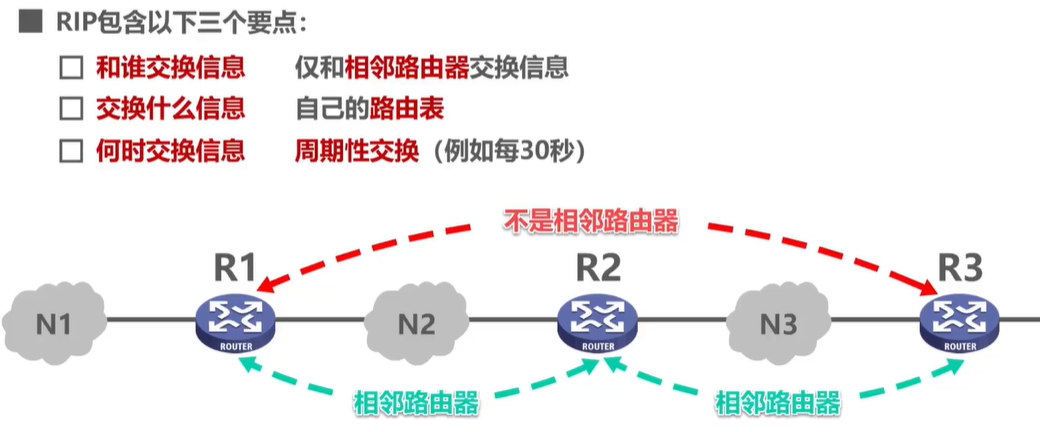 RIP包含以下三个要点：
和谁交换信息 仅和相邻路由器交换信息
交换什么信息 自己的路由表
何时交换信息 周期性交换（例如每30秒）
不是相邻路由器
R1 R2 R3
N1 N2 N3
ROUTER ROUTER ROUTER
相邻路由器 相邻路由器